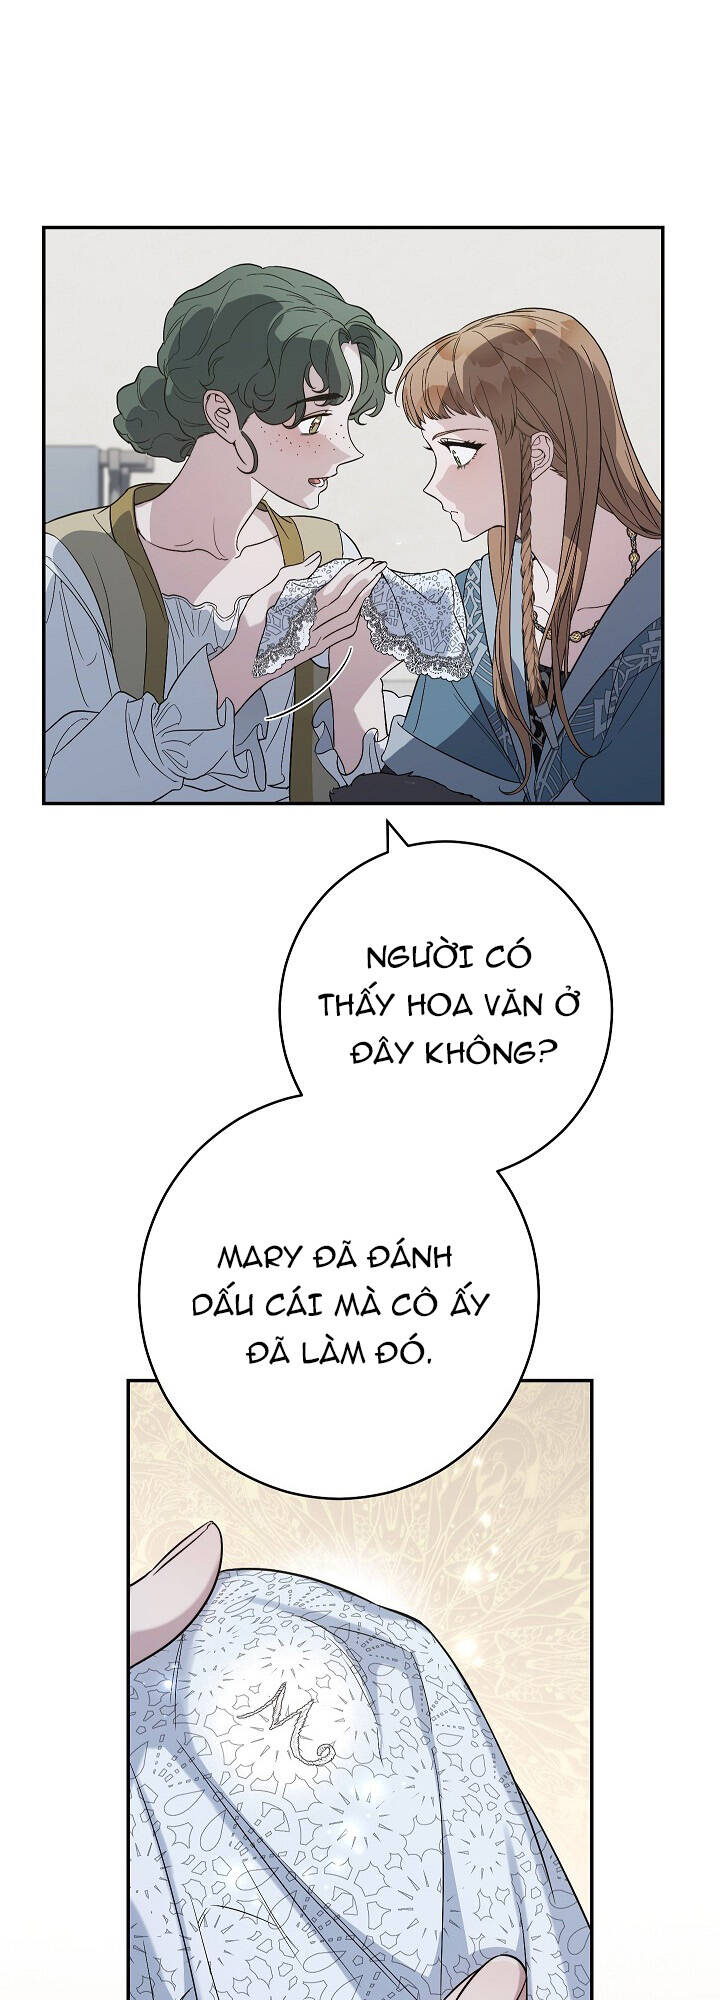 NGƯỜI CÓ
THẤY HOA VĂN Ở
ĐÂY KHÔNG?
MARY ĐÃ ĐÁNH
DẤU CÁI MÀ CÔ ẤY
ĐÃ LÀM ĐÓ.
M